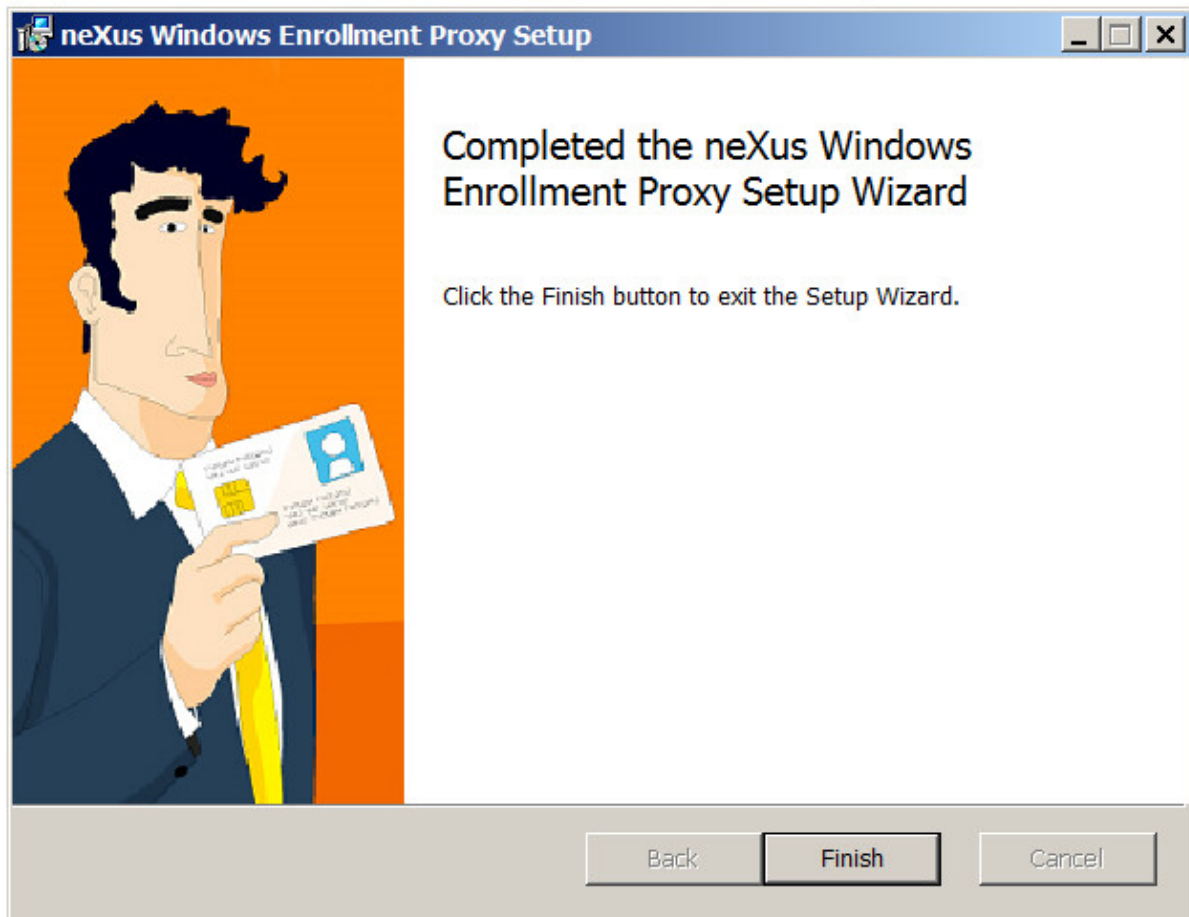 neXus Windows Enrollment Proxy Setup
Completed the neXus Windows
Enrollment Proxy Setup Wizard
Click the Finish button to exit the Setup Wizard.
Back
Finish
Cancel